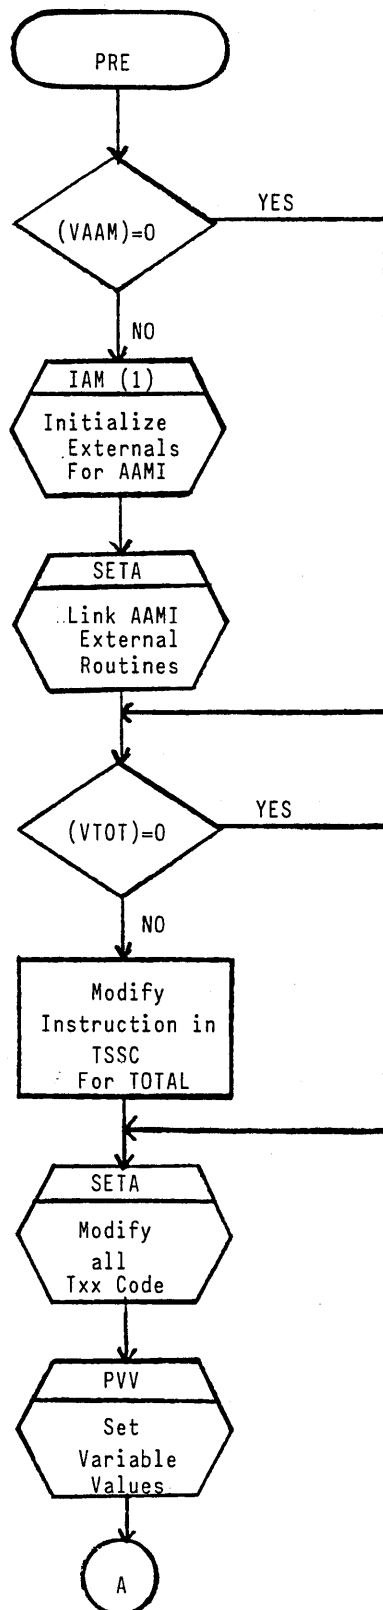 PRE
(VAAM)=0
YES
NO
IAM (1)
Initialize
Externals
For AAMI
SETA
Link AAMI
External
Routines
(VTOT)=0
YES
NO
Modify
Instruction in
TSSC
For TOTAL
SETA
Modify
all
Txx Code
PVV
Set
Variable
Values
A